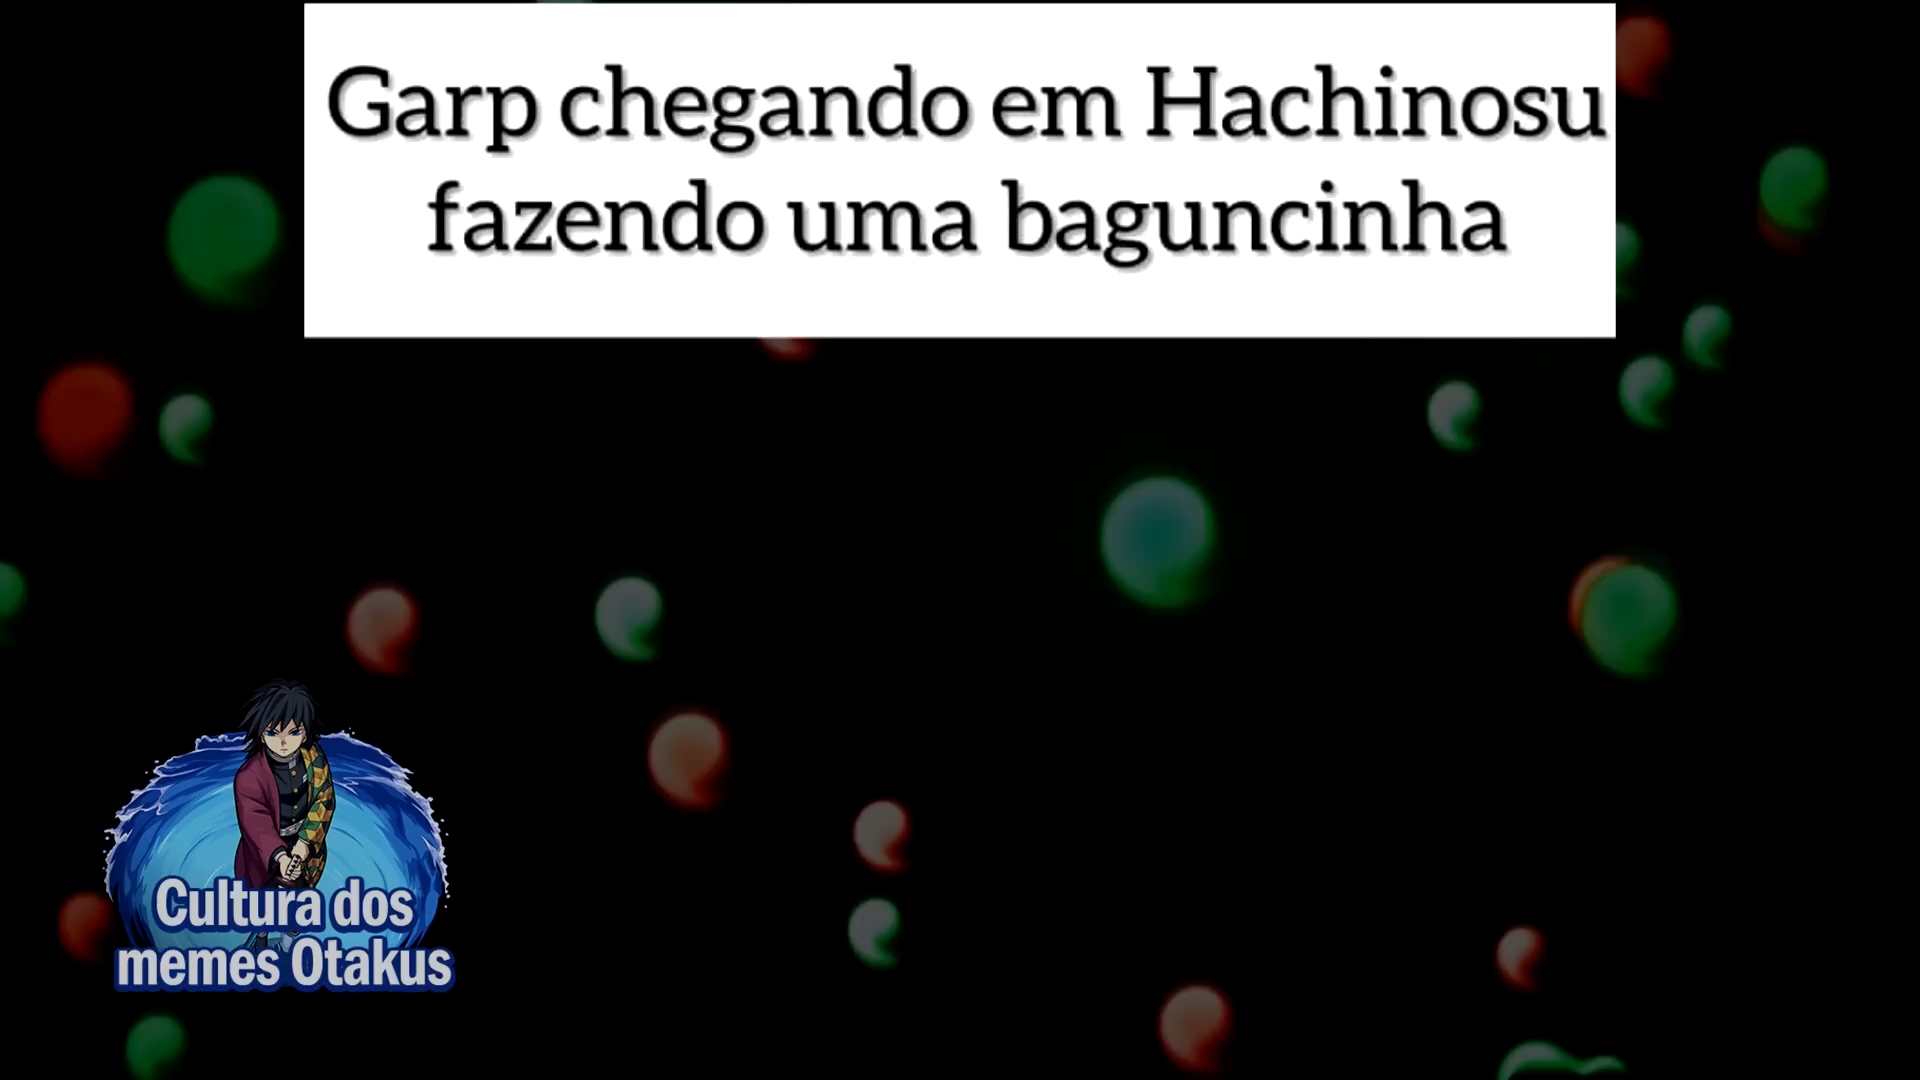 Garp chegando em Hachinosu
fazendo uma baguncinha
Cultura dos
memes Otakus